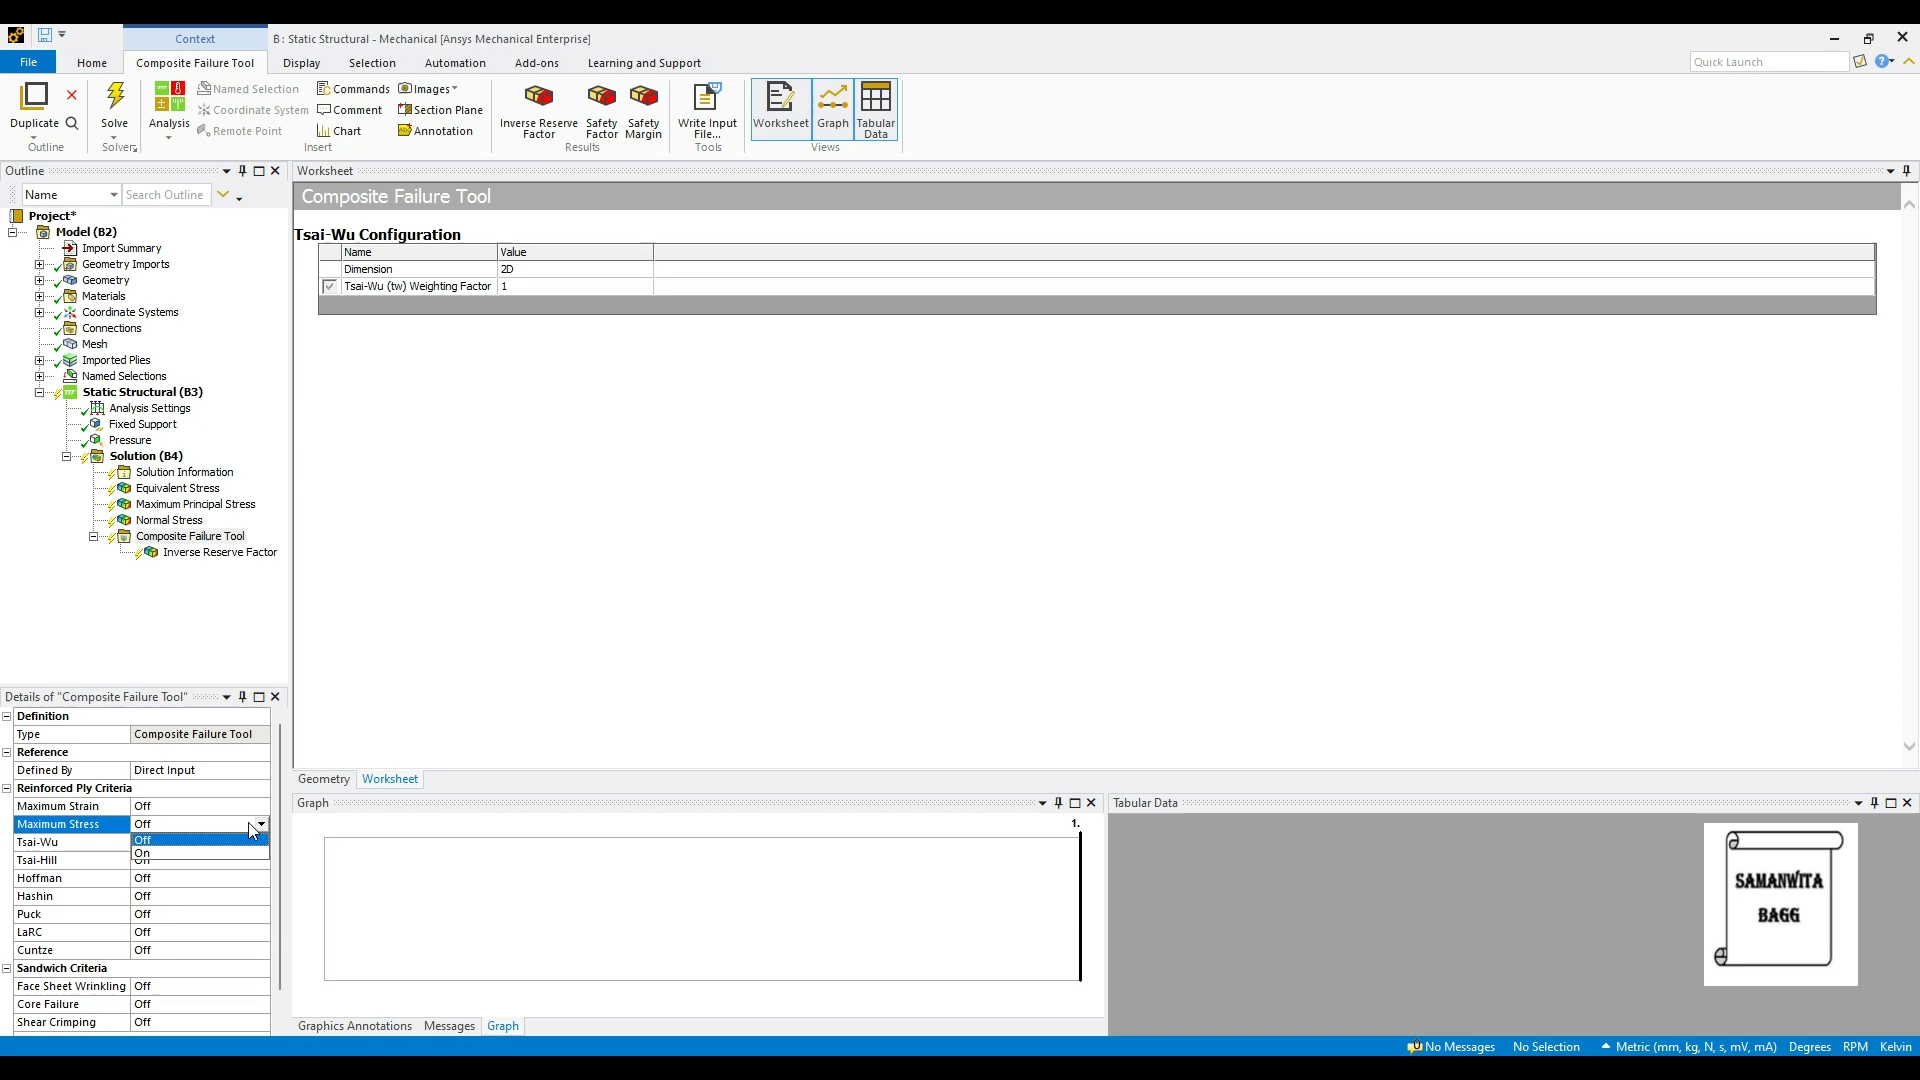 Context
B: Static Structural - Mechanical [Ansys Mechanical Enterprise]
File
Home
Composite Failure Tool
Display
Selection
Automation
Add-ons
Learning and Support
Quick Launch
Duplicate
Outline
Solve
Solver
Analysis
Named Selection
Coordinate System
Remote Point
Commands
Comment
Chart
Images
Section Plane
Annotation
Insert
Inverse Reserve
Factor
Safety
Factor
Safety
Margin
Results
Write Input
File...
Tools
Worksheet
Graph
Tabular
Data
Views
Outline
Name
Search Outline
Project*
Model (B2)
Import Summary
Geometry Imports
Geometry
Materials
Coordinate Systems
Connections
Mesh
Imported Plies
Named Selections
Static Structural (B3)
Analysis Settings
Fixed Support
Pressure
Solution (B4)
Solution Information
Equivalent Stress
Maximum Principal Stress
Normal Stress
Composite Failure Tool
Inverse Reserve Factor
Worksheet
Composite Failure Tool
Tsai-Wu Configuration
Name Value
Dimension 2D
Tsai-Wu (tw) Weighting Factor 1
Geometry
Worksheet
Details of "Composite Failure Tool"
Definition
Type Composite Failure Tool
Reference
Defined By Direct Input
Reinforced Ply Criteria
Maximum Strain Off
Maximum Stress Off
Off
On
Tsai-Wu
Tsai-Hill
Hoffman Off
Hashin Off
Puck Off
LaRC Off
Cuntze Off
Sandwich Criteria
Face Sheet Wrinkling Off
Core Failure Off
Shear Crimping Off
Graph
1.
Graphics Annotations
Messages
Graph
Tabular Data
SAMANWITA
BAGG
No Messages
No Selection
Metric (mm, kg, N, s, mV, mA)
Degrees
RPM
Kelvin